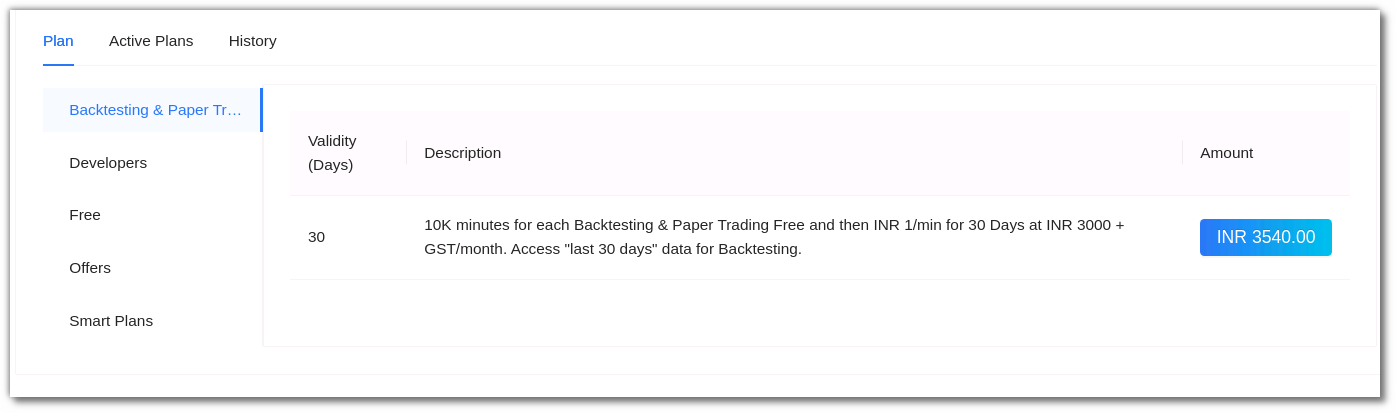 Plan Active Plans History
Backtesting & Paper Tr...
Developers
Free
Offers
Smart Plans
Validity
(Days)
Description
Amount
30
10K minutes for each Backtesting & Paper Trading Free and then INR 1/min for 30 Days at INR 3000 +
GST/month. Access "last 30 days" data for Backtesting.
INR 3540.00